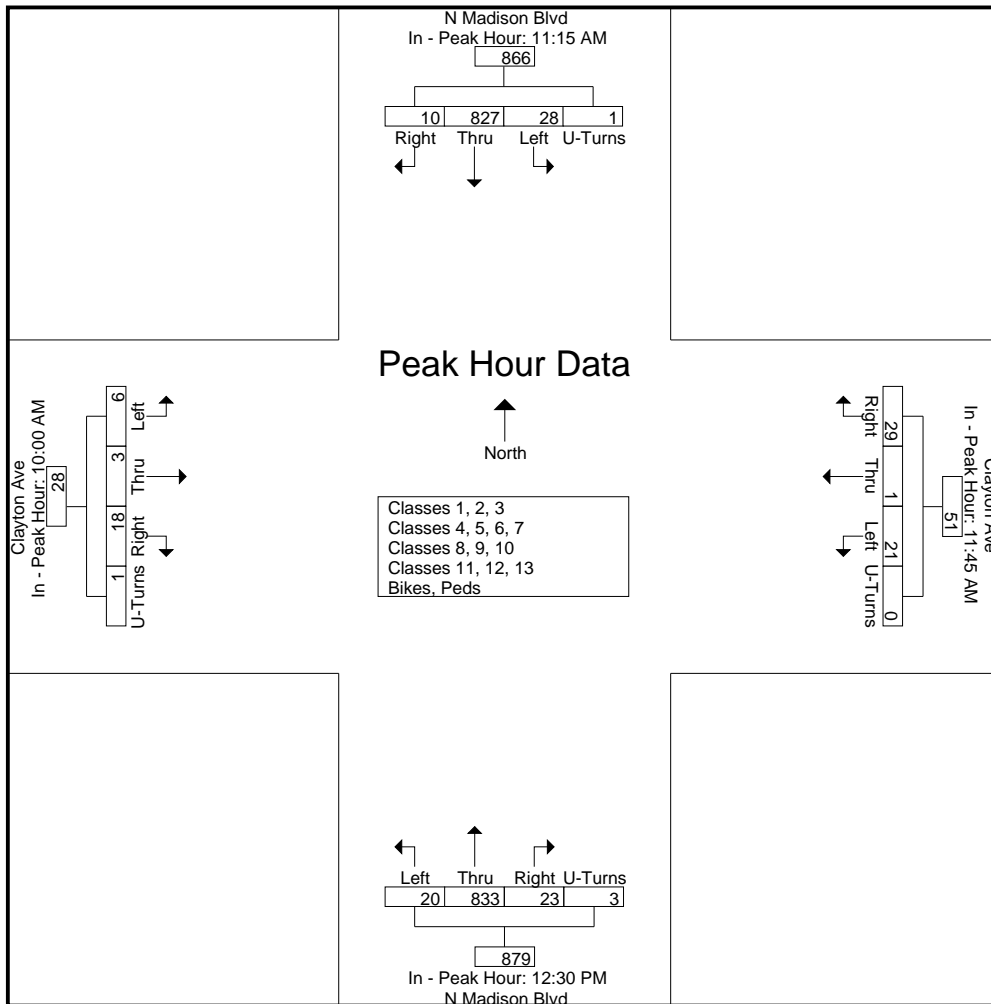 N Madison Blvd
In - Peak Hour: 11:15 AM
866
10 827 28 1
Right Thru Left U-Turns
Peak Hour Data
North
Classes 1, 2, 3
Classes 4, 5, 6, 7
Classes 8, 9, 10
Classes 11, 12, 13
Bikes, Peds
Clayton Ave
In - Peak Hour: 10:00 AM
28
6 3 18 1
Left Thru Right U-Turns
Clayton Ave
In - Peak Hour: 11:45 AM
51
29 1 21 0
Right Thru Left U-Turns
Left Thru Right U-Turns
20 833 23 3
879
In - Peak Hour: 12:30 PM
N Madison Blvd